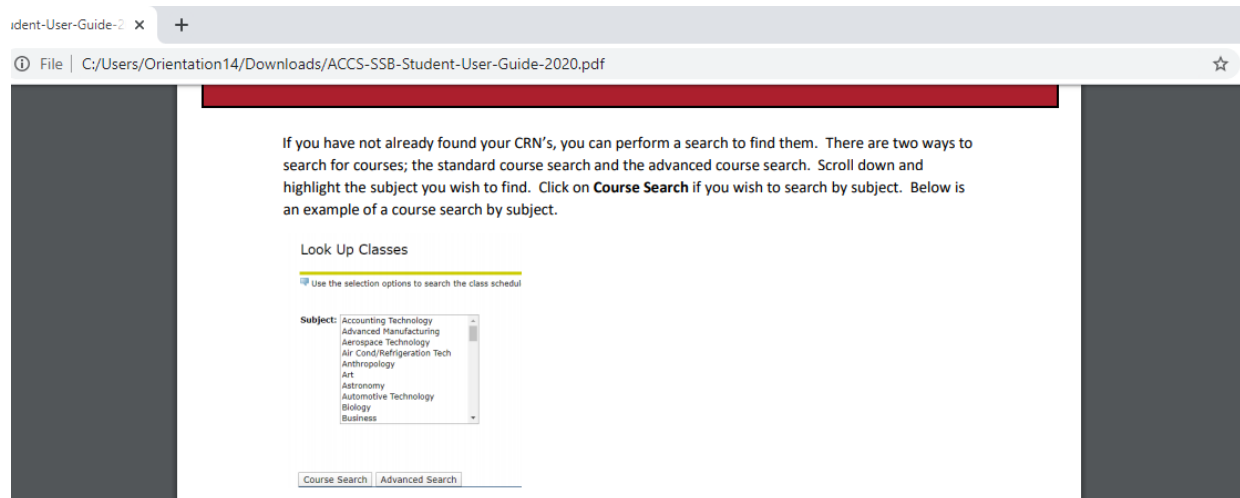 ident-User-Guide-2
File | C:/Users/Orientation14/Downloads/ACCS-SSB-Student-User-Guide-2020.pdf
If you have not already found your CRN's, you can perform a search to find them. There are two ways to
search for courses; the standard course search and the advanced course search. Scroll down and
highlight the subject you wish to find. Click on Course Search if you wish to search by subject. Below is
an example of a course search by subject.
Look Up Classes
Use the selection options to search the class schedul
Subject: Accounting Technology
Advanced Manufacturing
Aerospace Technology
Air Cond/Refrigeration Tech
Anthropology
Art
Astronomy
Automotive Technology
Biology
Business
Course Search Advanced Search